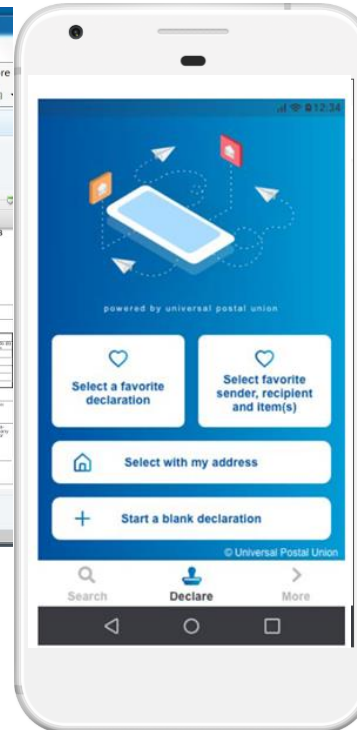 12:34
powered by universal postal union
Select a favorite
declaration
Select favorite
sender, recipient
and item(s)
Select with my address
Start a blank declaration
© Universal Postal Union
Search
Declare
More